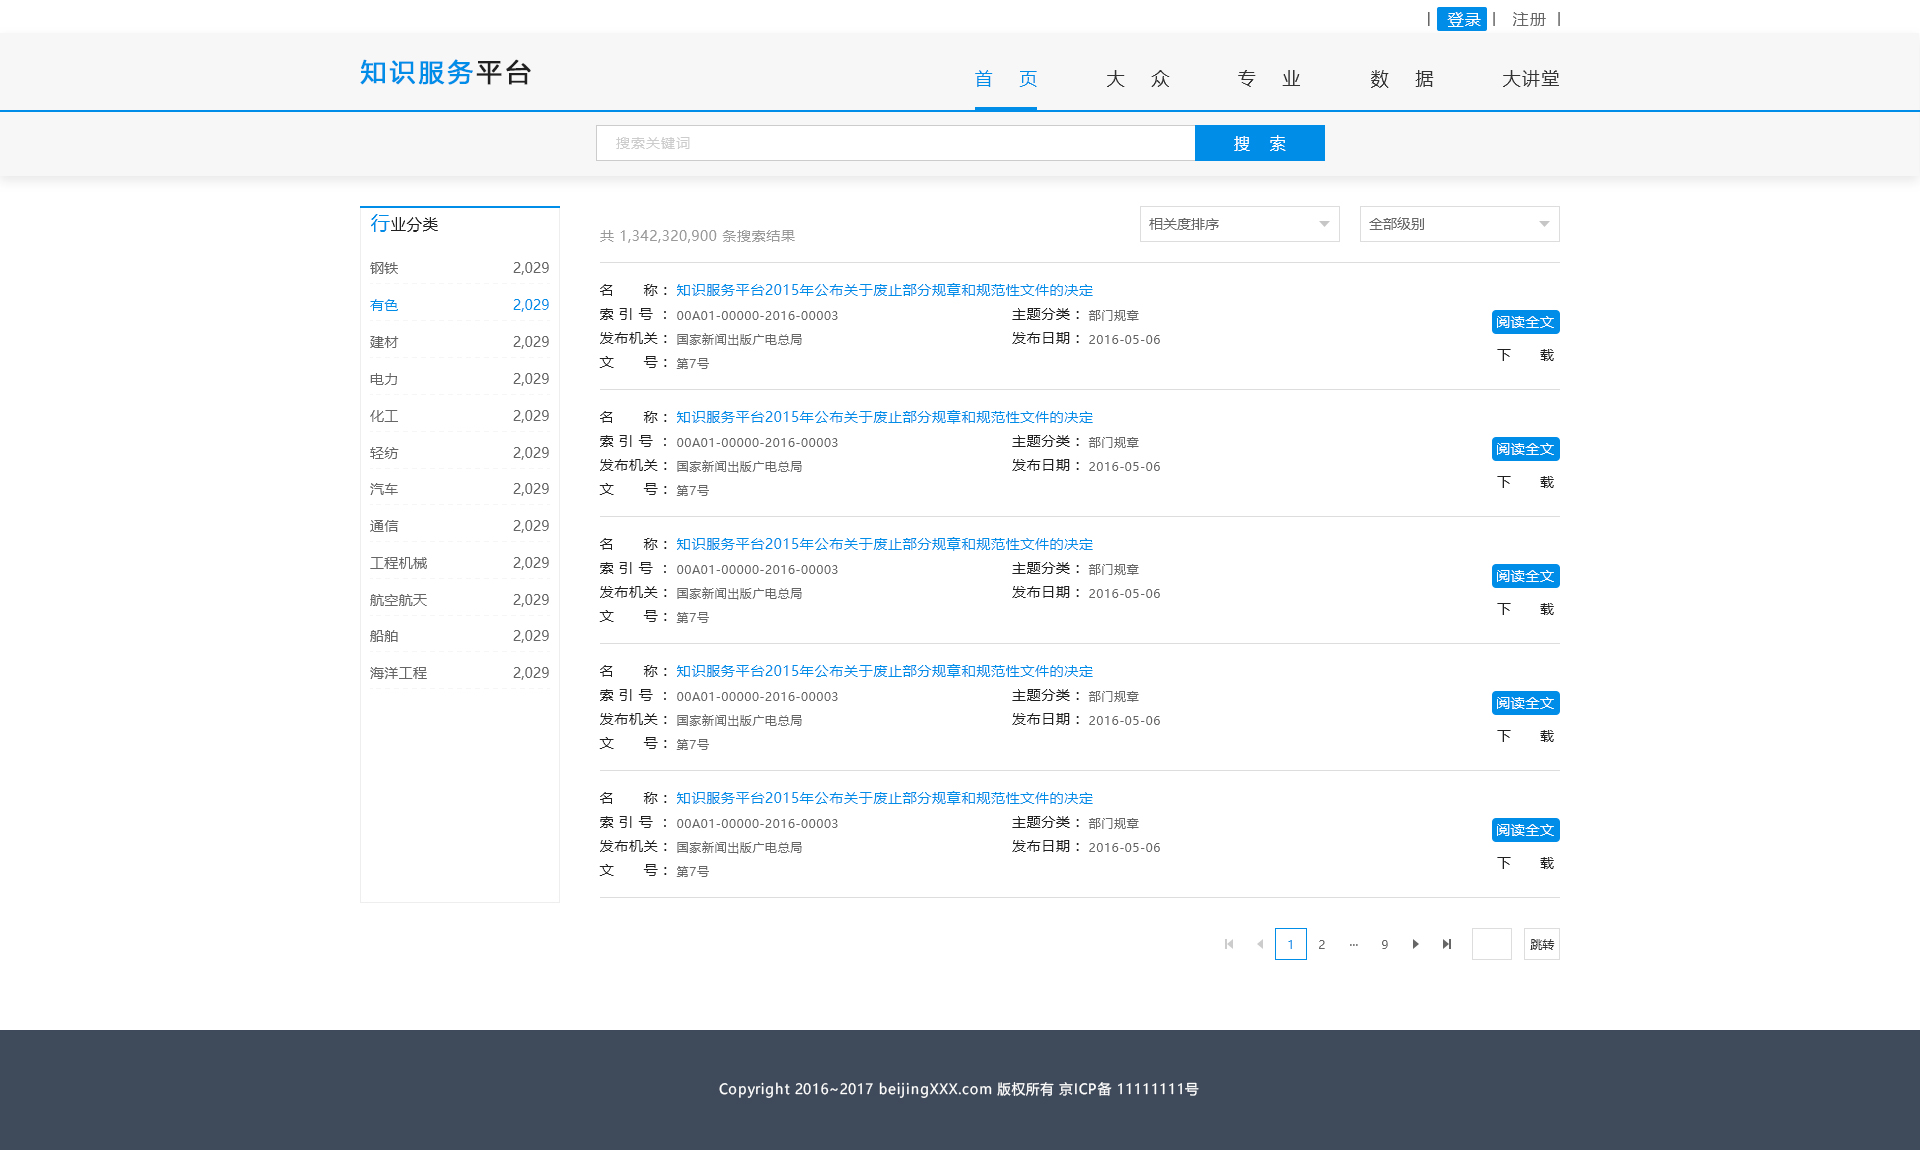 | 登录 | 注册 |
知识服务平台
首 页 大 众 专 业 数 据 大讲堂
搜索关键词 搜 索
行业分类
钢铁 2,029
有色 2,029
建材 2,029
电力 2,029
化工 2,029
轻纺 2,029
汽车 2,029
通信 2,029
工程机械 2,029
航空航天 2,029
船舶 2,029
海洋工程 2,029
共 1,342,320,900 条搜索结果 相关度排序 全部级别
名 称： 知识服务平台2015年公布关于废止部分规章和规范性文件的决定
索 引 号 ： 00A01-00000-2016-00003 主题分类： 部门规章
发布机关： 国家新闻出版广电总局 发布日期： 2016-05-06
文 号： 第7号
阅读全文
下 载
名 称： 知识服务平台2015年公布关于废止部分规章和规范性文件的决定
索 引 号 ： 00A01-00000-2016-00003 主题分类： 部门规章
发布机关： 国家新闻出版广电总局 发布日期： 2016-05-06
文 号： 第7号
阅读全文
下 载
名 称： 知识服务平台2015年公布关于废止部分规章和规范性文件的决定
索 引 号 ： 00A01-00000-2016-00003 主题分类： 部门规章
发布机关： 国家新闻出版广电总局 发布日期： 2016-05-06
文 号： 第7号
阅读全文
下 载
名 称： 知识服务平台2015年公布关于废止部分规章和规范性文件的决定
索 引 号 ： 00A01-00000-2016-00003 主题分类： 部门规章
发布机关： 国家新闻出版广电总局 发布日期： 2016-05-06
文 号： 第7号
阅读全文
下 载
名 称： 知识服务平台2015年公布关于废止部分规章和规范性文件的决定
索 引 号 ： 00A01-00000-2016-00003 主题分类： 部门规章
发布机关： 国家新闻出版广电总局 发布日期： 2016-05-06
文 号： 第7号
阅读全文
下 载
1 2 ··· 9 跳转
Copyright 2016~2017 beijingXXX.com 版权所有 京ICP备 11111111号